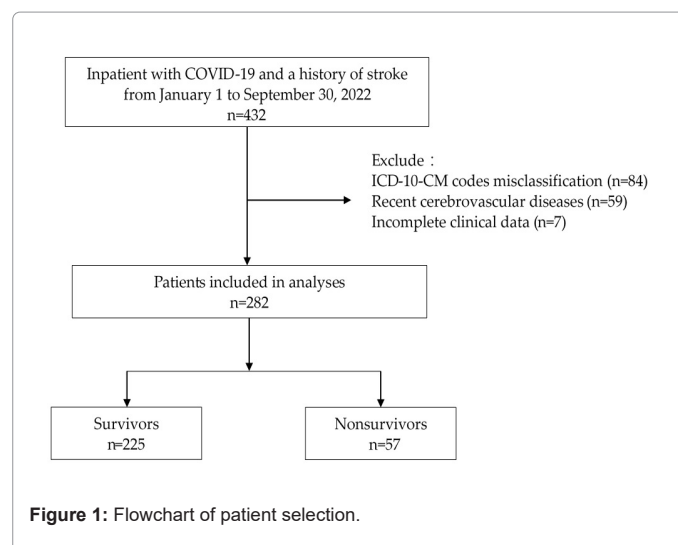 Inpatient with COVID-19 and a history of stroke
from January 1 to September 30, 2022
n=432
Exclude：
ICD-10-CM codes misclassification (n=84)
Recent cerebrovascular diseases (n=59)
Incomplete clinical data (n=7)
Patients included in analyses
n=282
Survivors
n=225
Nonsurvivors
n=57
Figure 1: Flowchart of patient selection.